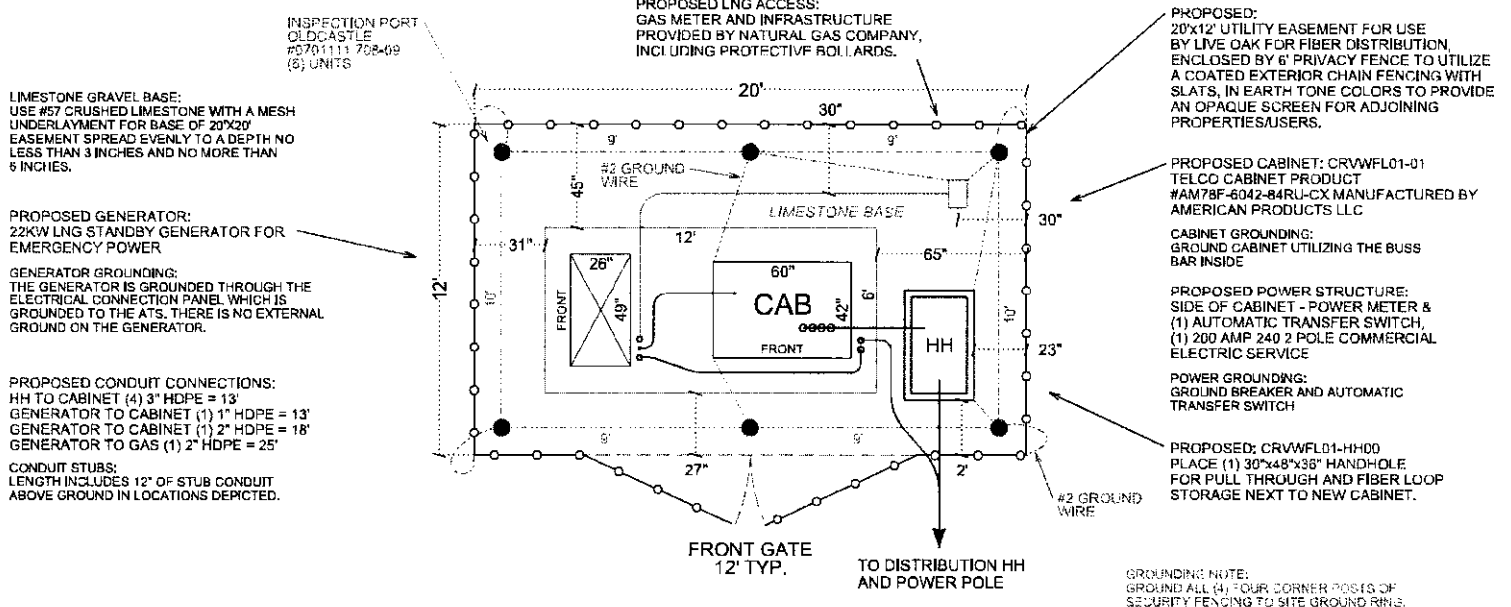 INSPECTION PORT
OLDCASTLE
#0701111 708-09
(6) UNITS
LIMESTONE GRAVEL BASE:
USE #57 CRUSHED LIMESTONE WITH A MESH
UNDERLAYMENT FOR BASE OF 20'X20'
EASEMENT SPREAD EVENLY TO A DEPTH NO
LESS THAN 3 INCHES AND NO MORE THAN
6 INCHES.
PROPOSED GENERATOR:
22KW LNG STANDBY GENERATOR FOR
EMERGENCY POWER
GENERATOR GROUNDING:
THE GENERATOR IS GROUNDED THROUGH THE
ELECTRICAL CONNECTION PANEL WHICH IS
GROUNDED TO THE ATS. THERE IS NO EXTERNAL
GROUND ON THE GENERATOR.
PROPOSED CONDUIT CONNECTIONS:
HH TO CABINET (4) 3" HDPE = 13'
GENERATOR TO CABINET (1) 1" HDPE = 13'
GENERATOR TO CABINET (1) 2" HDPE = 18'
GENERATOR TO GAS (1) 2" HDPE = 25'
CONDUIT STUBS:
LENGTH INCLUDES 12" OF STUB CONDUIT
ABOVE GROUND IN LOCATIONS DEPICTED.
PROPOSED LNG ACCESS:
GAS METER AND INFRASTRUCTURE
PROVIDED BY NATURAL GAS COMPANY,
INCLUDING PROTECTIVE BOLLARDS.
20'
30"
9'
9'
#2 GROUND
WIRE
45"
LIMESTONE BASE
30"
12'
31"
65"
26"
60"
12'
10'
FRONT
49"
CAB
42"
6'
10'
FRONT
HH
23"
9'
9'
27"
2'
#2 GROUND
WIRE
FRONT GATE
12' TYP.
TO DISTRIBUTION HH
AND POWER POLE
PROPOSED:
20'x12' UTILITY EASEMENT FOR USE
BY LIVE OAK FOR FIBER DISTRIBUTION,
ENCLOSED BY 6' PRIVACY FENCE TO UTILIZE
A COATED EXTERIOR CHAIN FENCING WITH
SLATS, IN EARTH TONE COLORS TO PROVIDE
AN OPAQUE SCREEN FOR ADJOINING
PROPERTIES/USERS.
PROPOSED CABINET: CRVWFL01-01
TELCO CABINET PRODUCT
#AM78F-6042-84RU-CX MANUFACTURED BY
AMERICAN PRODUCTS LLC
CABINET GROUNDING:
GROUND CABINET UTILIZING THE BUSS
BAR INSIDE
PROPOSED POWER STRUCTURE:
SIDE OF CABINET - POWER METER &
(1) AUTOMATIC TRANSFER SWITCH,
(1) 200 AMP 240 2 POLE COMMERCIAL
ELECTRIC SERVICE
POWER GROUNDING:
GROUND BREAKER AND AUTOMATIC
TRANSFER SWITCH
PROPOSED: CRVWFL01-HH00
PLACE (1) 30"x48"x36" HANDHOLE
FOR PULL THROUGH AND FIBER LOOP
STORAGE NEXT TO NEW CABINET.
GROUNDING NOTE:
GROUND ALL (4) FOUR CORNER POSTS OF
SECURITY FENCING TO SITE GROUND RING.